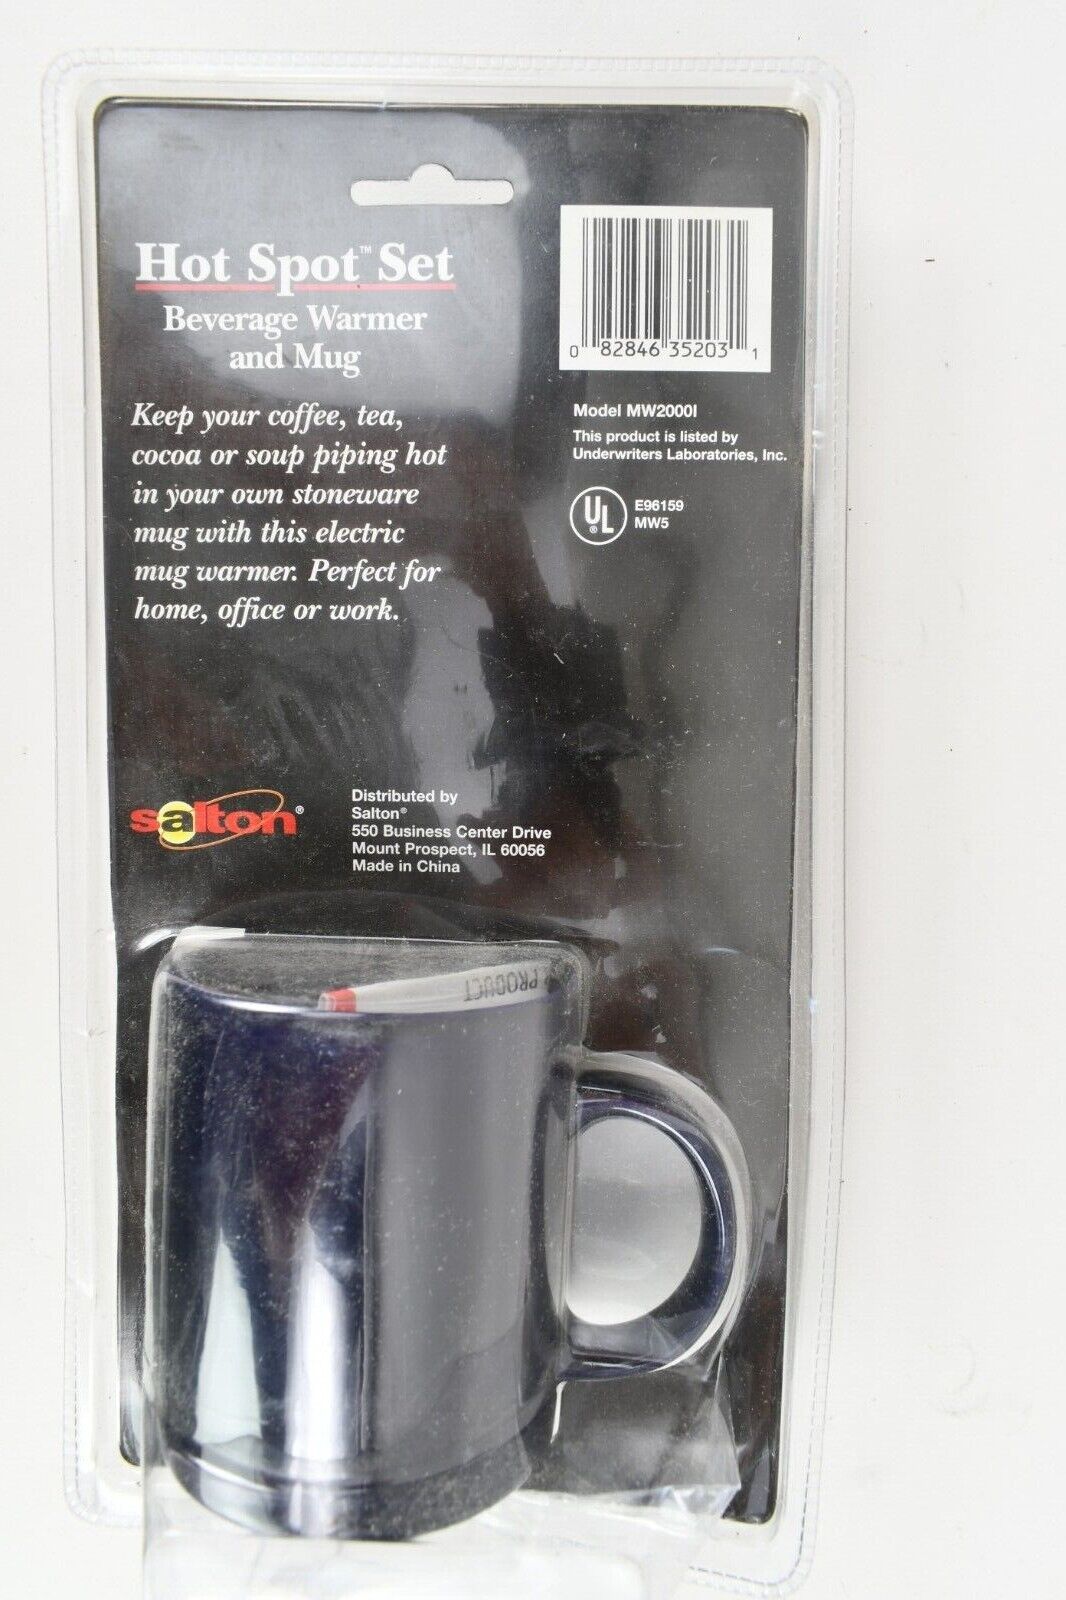 Hot Spot™ Set
Beverage Warmer
and Mug
Keep your coffee, tea,
cocoa or soup piping hot
in your own stoneware
mug with this electric
mug warmer. Perfect for
home, office or work.
0 82846 35203 1
Model MW2000I
This product is listed by
Underwriters Laboratories, Inc.
UL®
E96159
MW5
salton®
Distributed by
Salton®
550 Business Center Drive
Mount Prospect, IL 60056
Made in China
PRODUCT